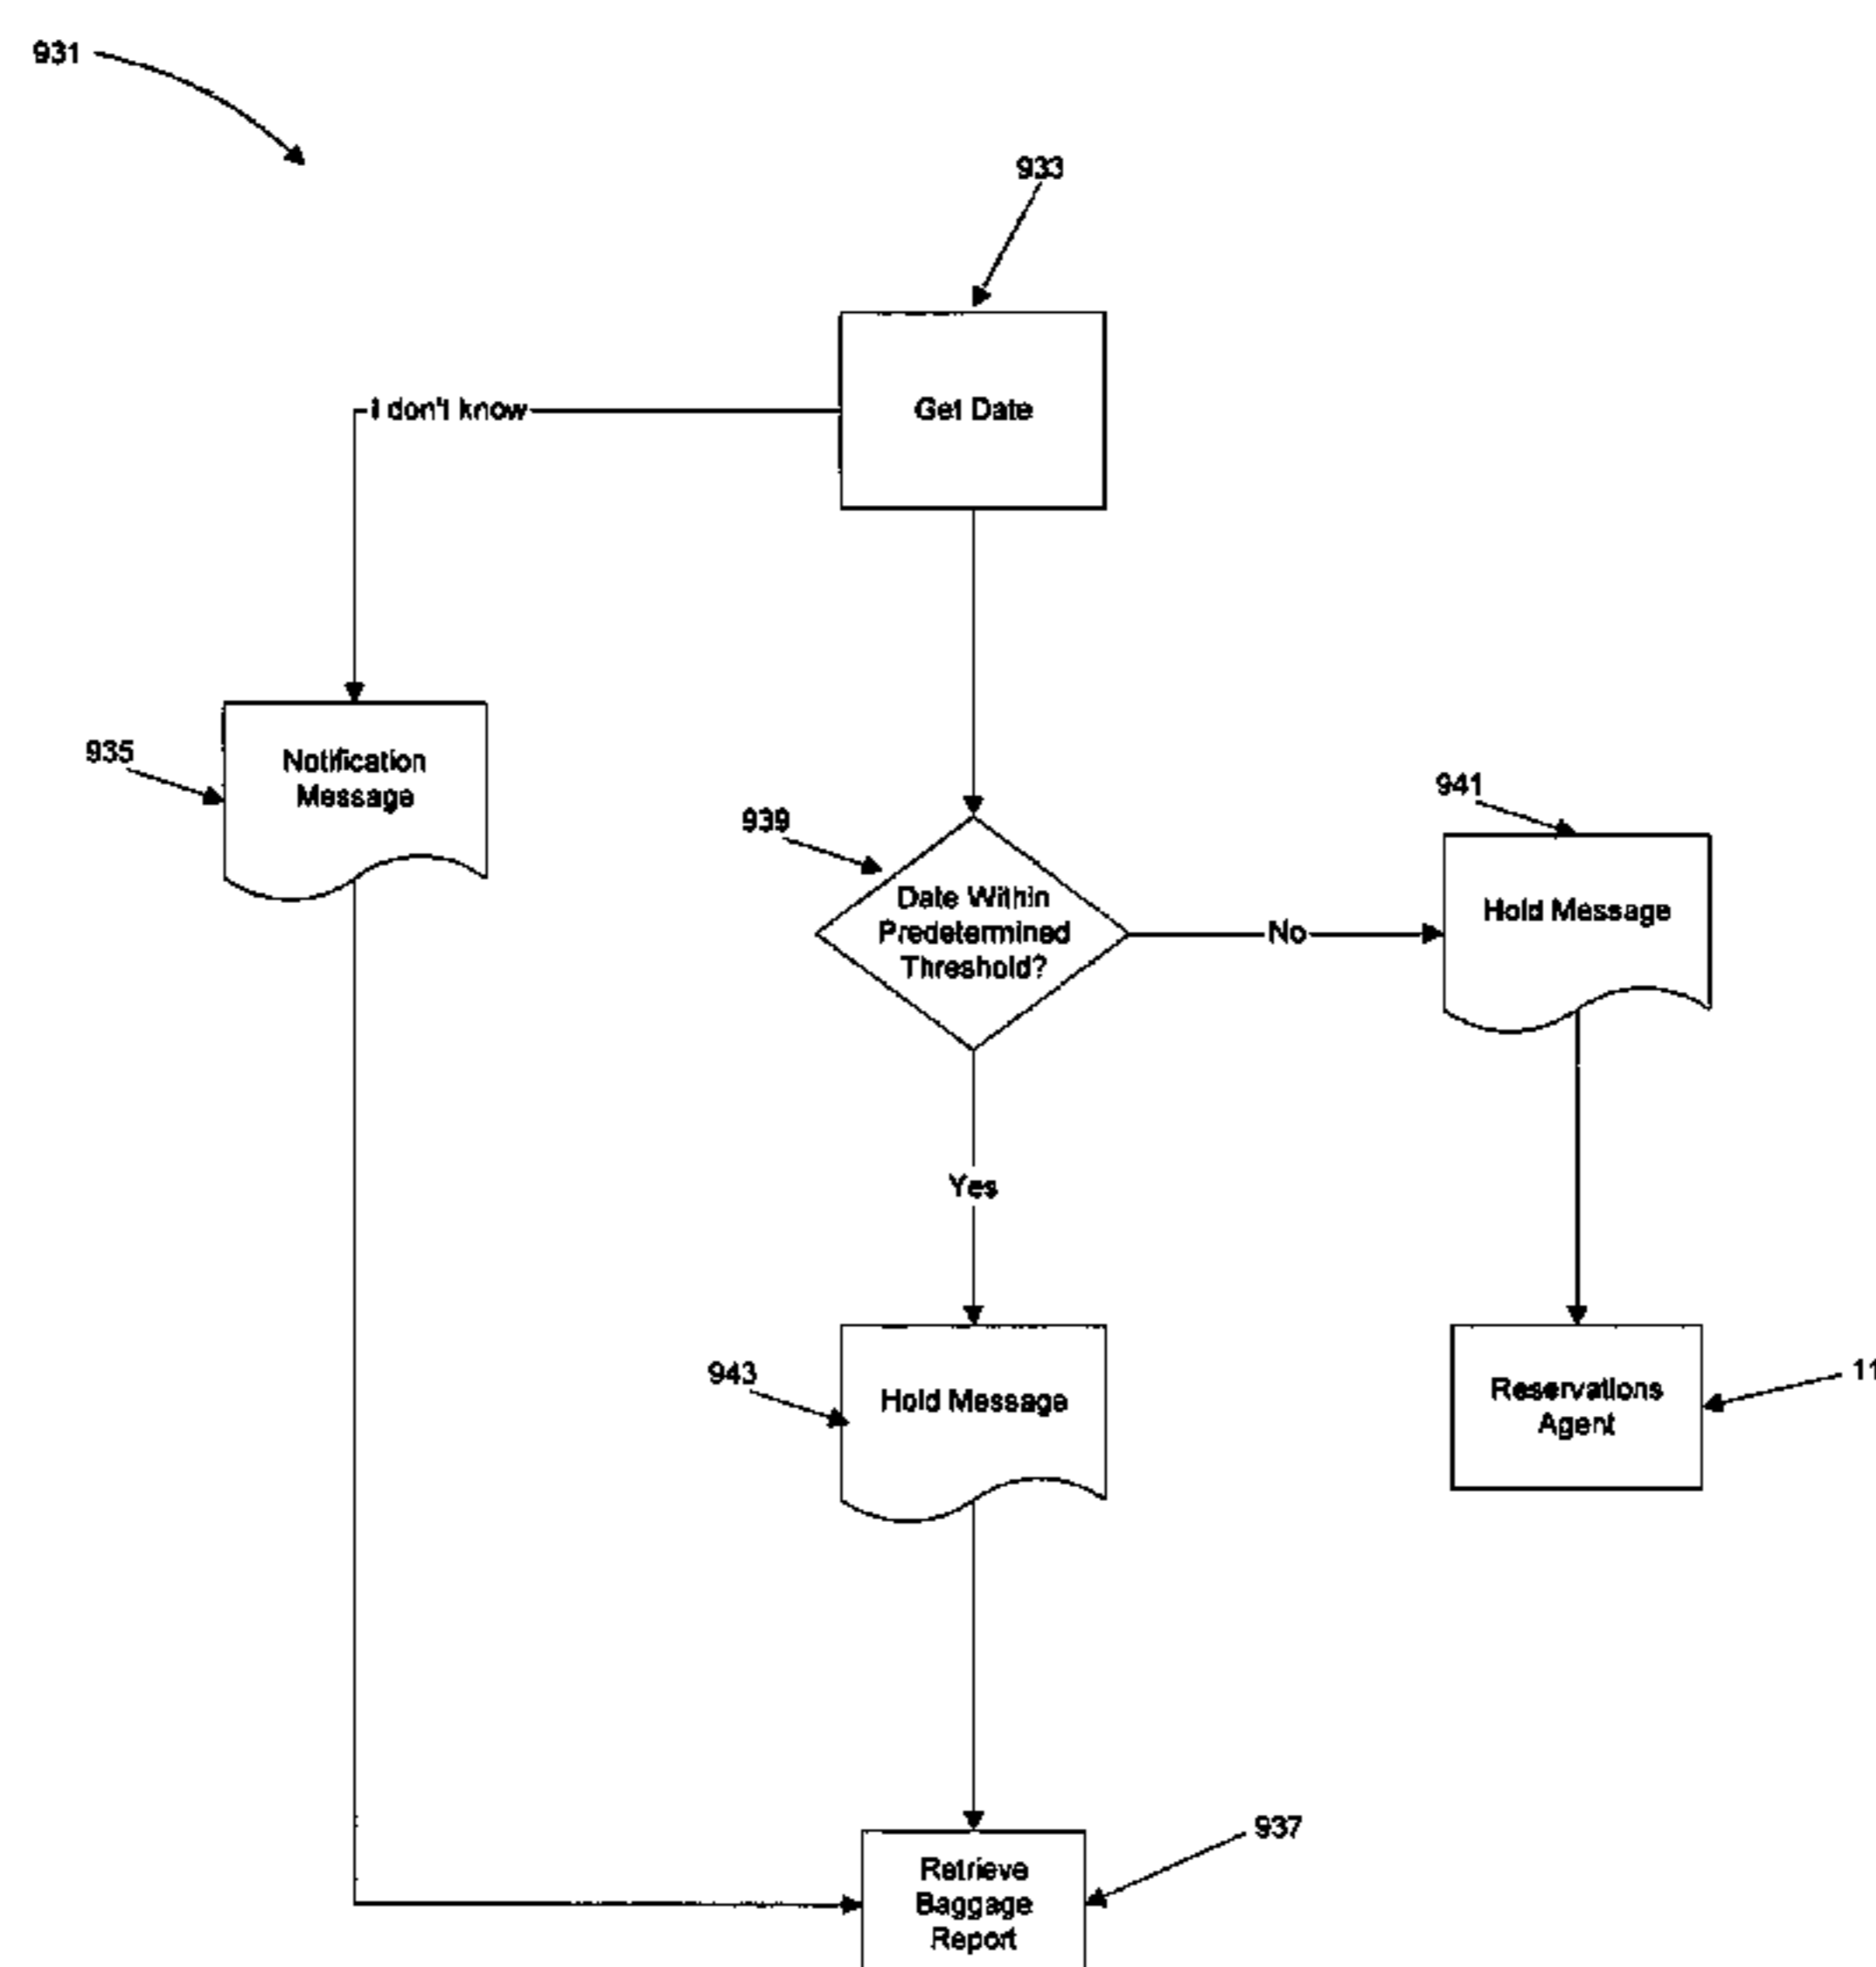 931
933
Get Date
I don't know
935
Notification
Message
939
Date Within
Predetermined
Threshold?
No
941
Hold Message
Yes
943
Hold Message
Reservations
Agent
11
937
Retrieve
Baggage
Report